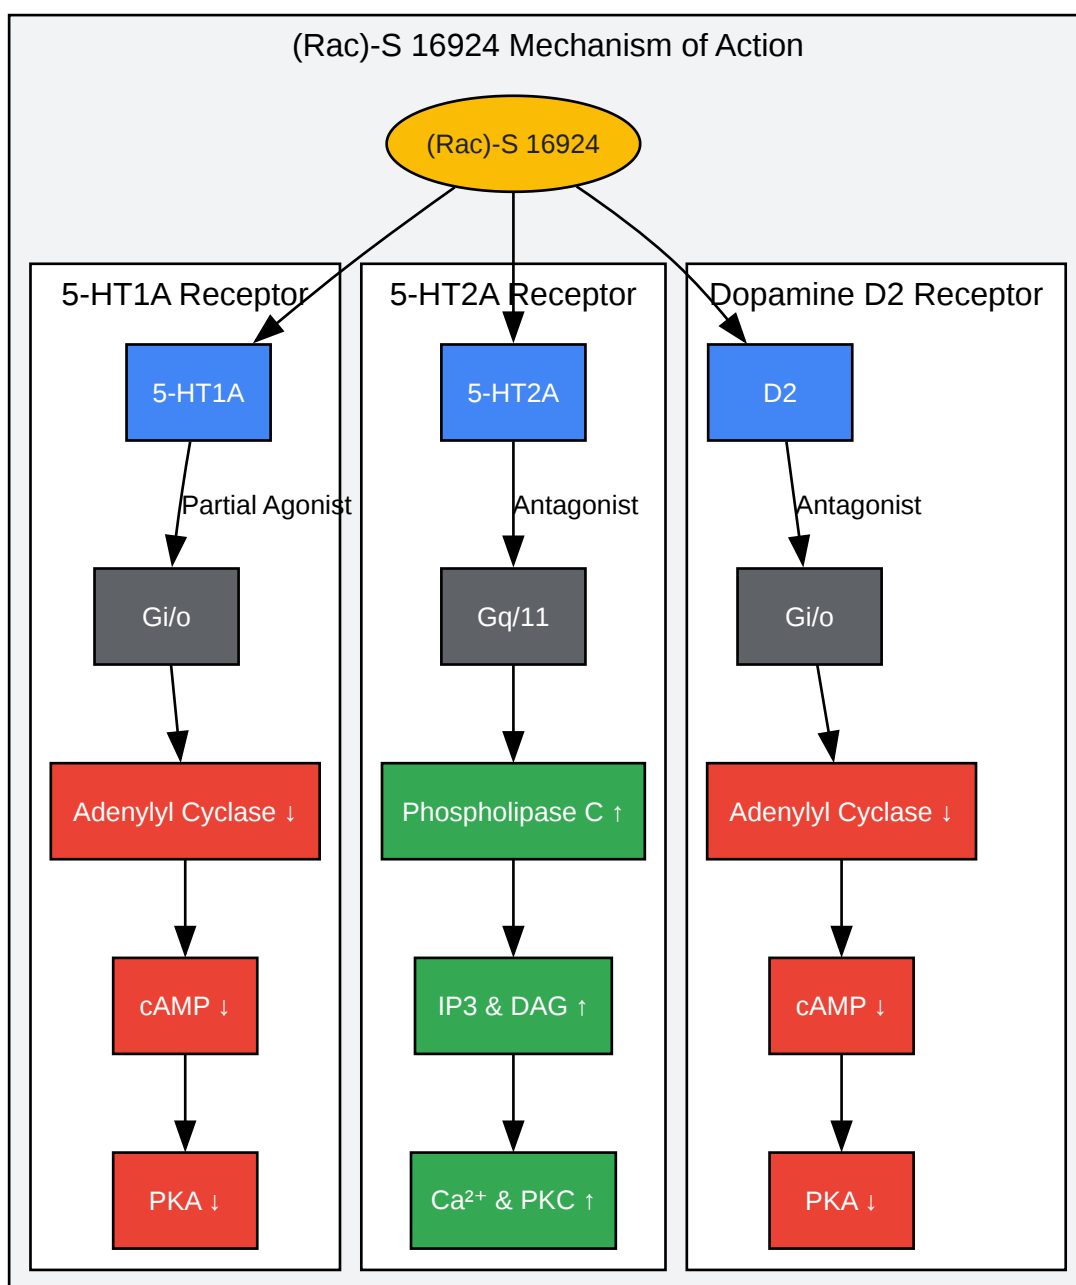 (Rac)-S 16924 Mechanism of Action
(Rac)-S 16924
5-HT1A Receptor
5-HT1A
Partial Agonist
Gi/o
Adenylyl Cyclase ↓
cAMP ↓
PKA ↓
5-HT2A Receptor
5-HT2A
Antagonist
Gq/11
Phospholipase C ↑
IP3 & DAG ↑
Ca²⁺ & PKC ↑
Dopamine D2 Receptor
D2
Antagonist
Gi/o
Adenylyl Cyclase ↓
cAMP ↓
PKA ↓